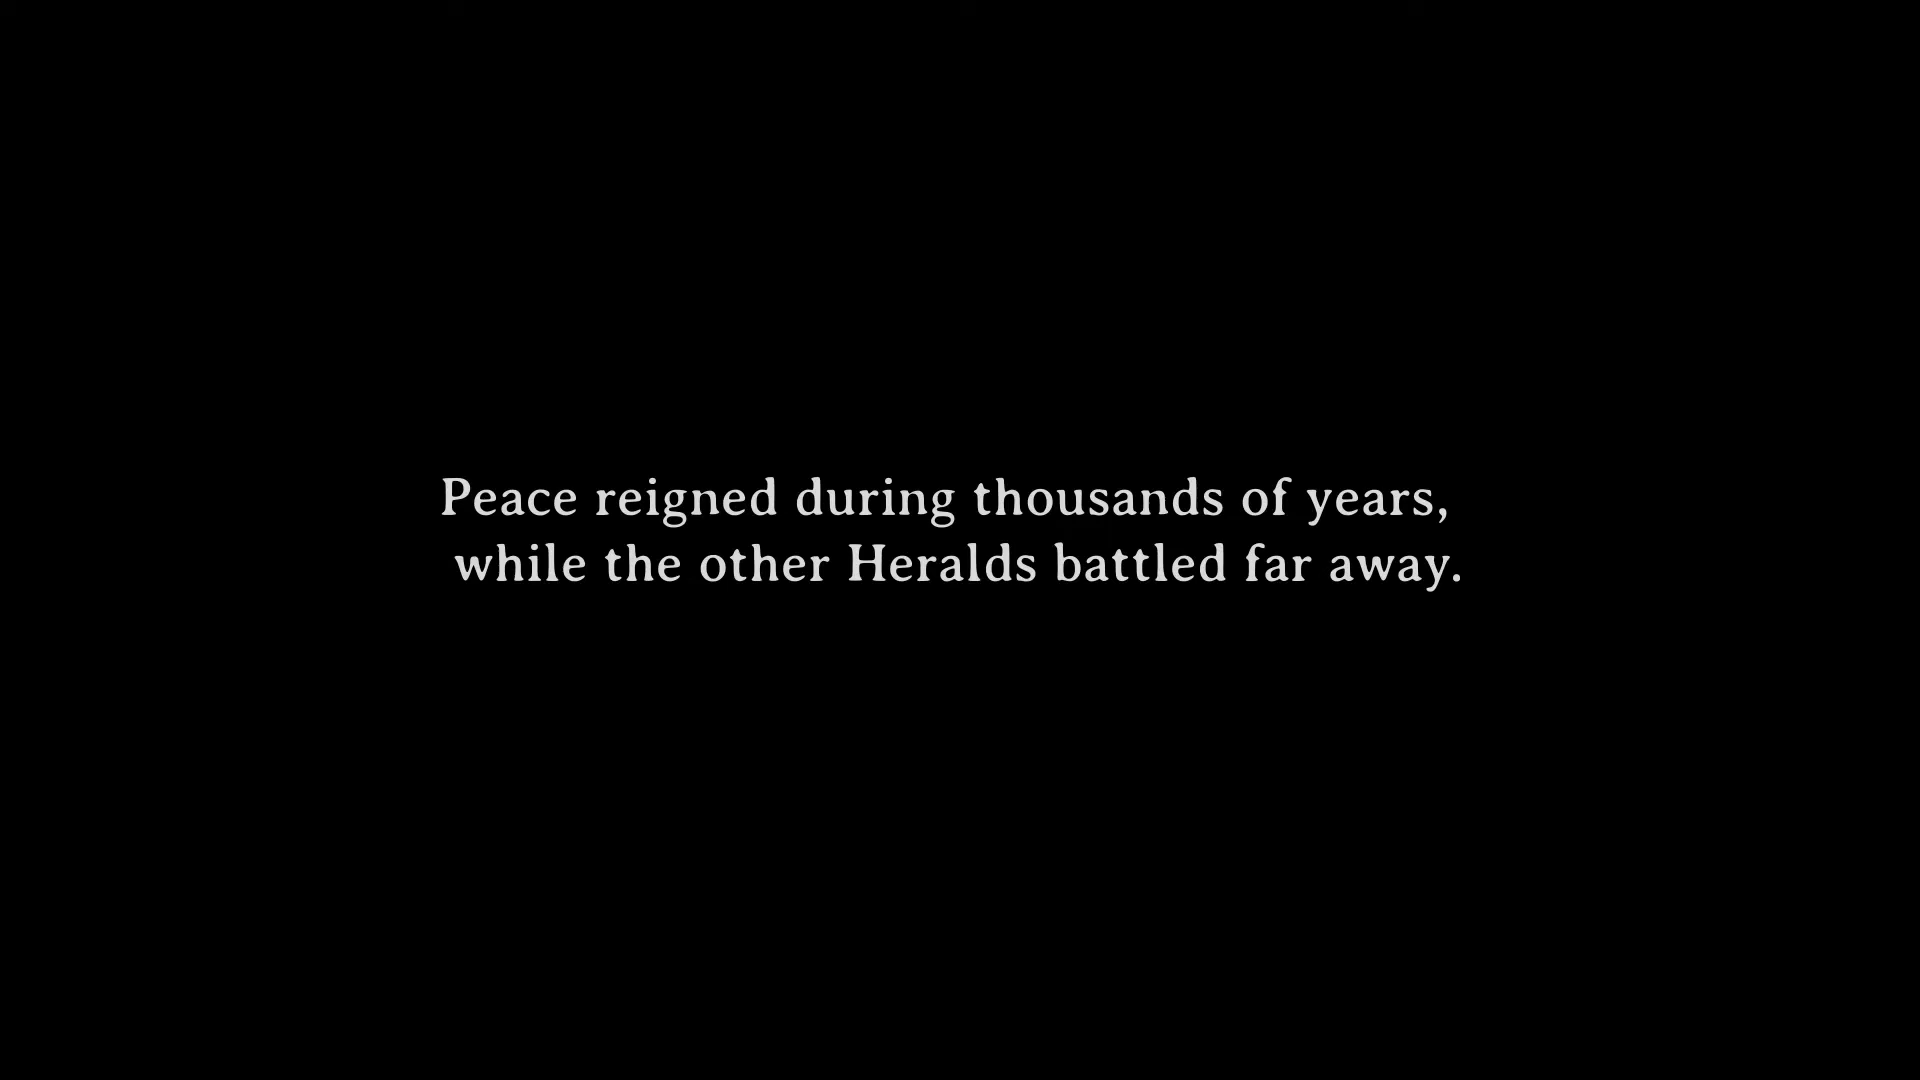 Peace reigned during thousands of years,
while the other Heralds battled far away.